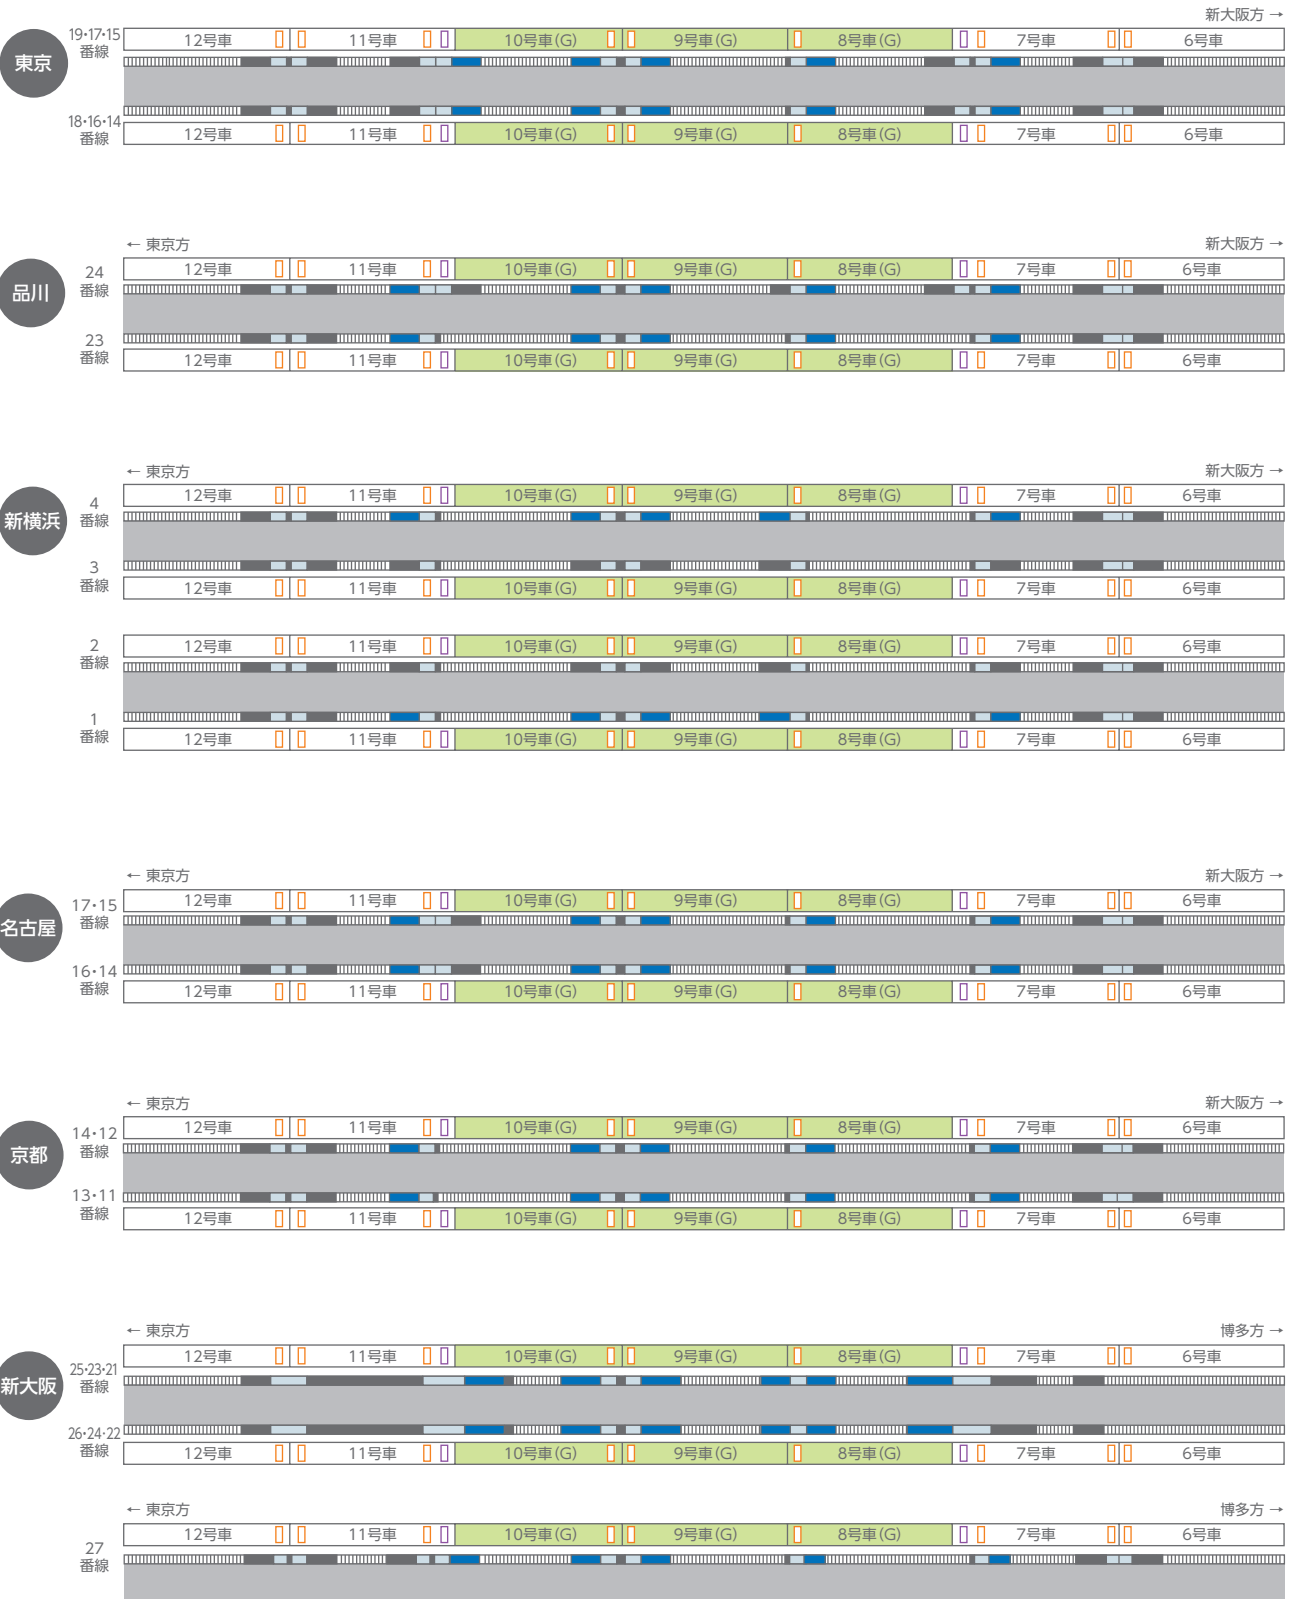 新大阪方 →
東京
19・17・15
番線
12号車 11号車 10号車(G) 9号車(G) 8号車(G) 7号車 6号車
18・16・14
番線
12号車 11号車 10号車(G) 9号車(G) 8号車(G) 7号車 6号車
← 東京方 新大阪方 →
品川
24
番線
12号車 11号車 10号車(G) 9号車(G) 8号車(G) 7号車 6号車
23
番線
12号車 11号車 10号車(G) 9号車(G) 8号車(G) 7号車 6号車
← 東京方 新大阪方 →
新横浜
4
番線
12号車 11号車 10号車(G) 9号車(G) 8号車(G) 7号車 6号車
3
番線
12号車 11号車 10号車(G) 9号車(G) 8号車(G) 7号車 6号車
2
番線
12号車 11号車 10号車(G) 9号車(G) 8号車(G) 7号車 6号車
1
番線
12号車 11号車 10号車(G) 9号車(G) 8号車(G) 7号車 6号車
← 東京方 新大阪方 →
名古屋
17・15
番線
12号車 11号車 10号車(G) 9号車(G) 8号車(G) 7号車 6号車
16・14
番線
12号車 11号車 10号車(G) 9号車(G) 8号車(G) 7号車 6号車
← 東京方 新大阪方 →
京都
14・12
番線
12号車 11号車 10号車(G) 9号車(G) 8号車(G) 7号車 6号車
13・11
番線
12号車 11号車 10号車(G) 9号車(G) 8号車(G) 7号車 6号車
← 東京方 博多方 →
新大阪
25・23・21
番線
12号車 11号車 10号車(G) 9号車(G) 8号車(G) 7号車 6号車
26・24・22
番線
12号車 11号車 10号車(G) 9号車(G) 8号車(G) 7号車 6号車
← 東京方 博多方 →
27
番線
12号車 11号車 10号車(G) 9号車(G) 8号車(G) 7号車 6号車